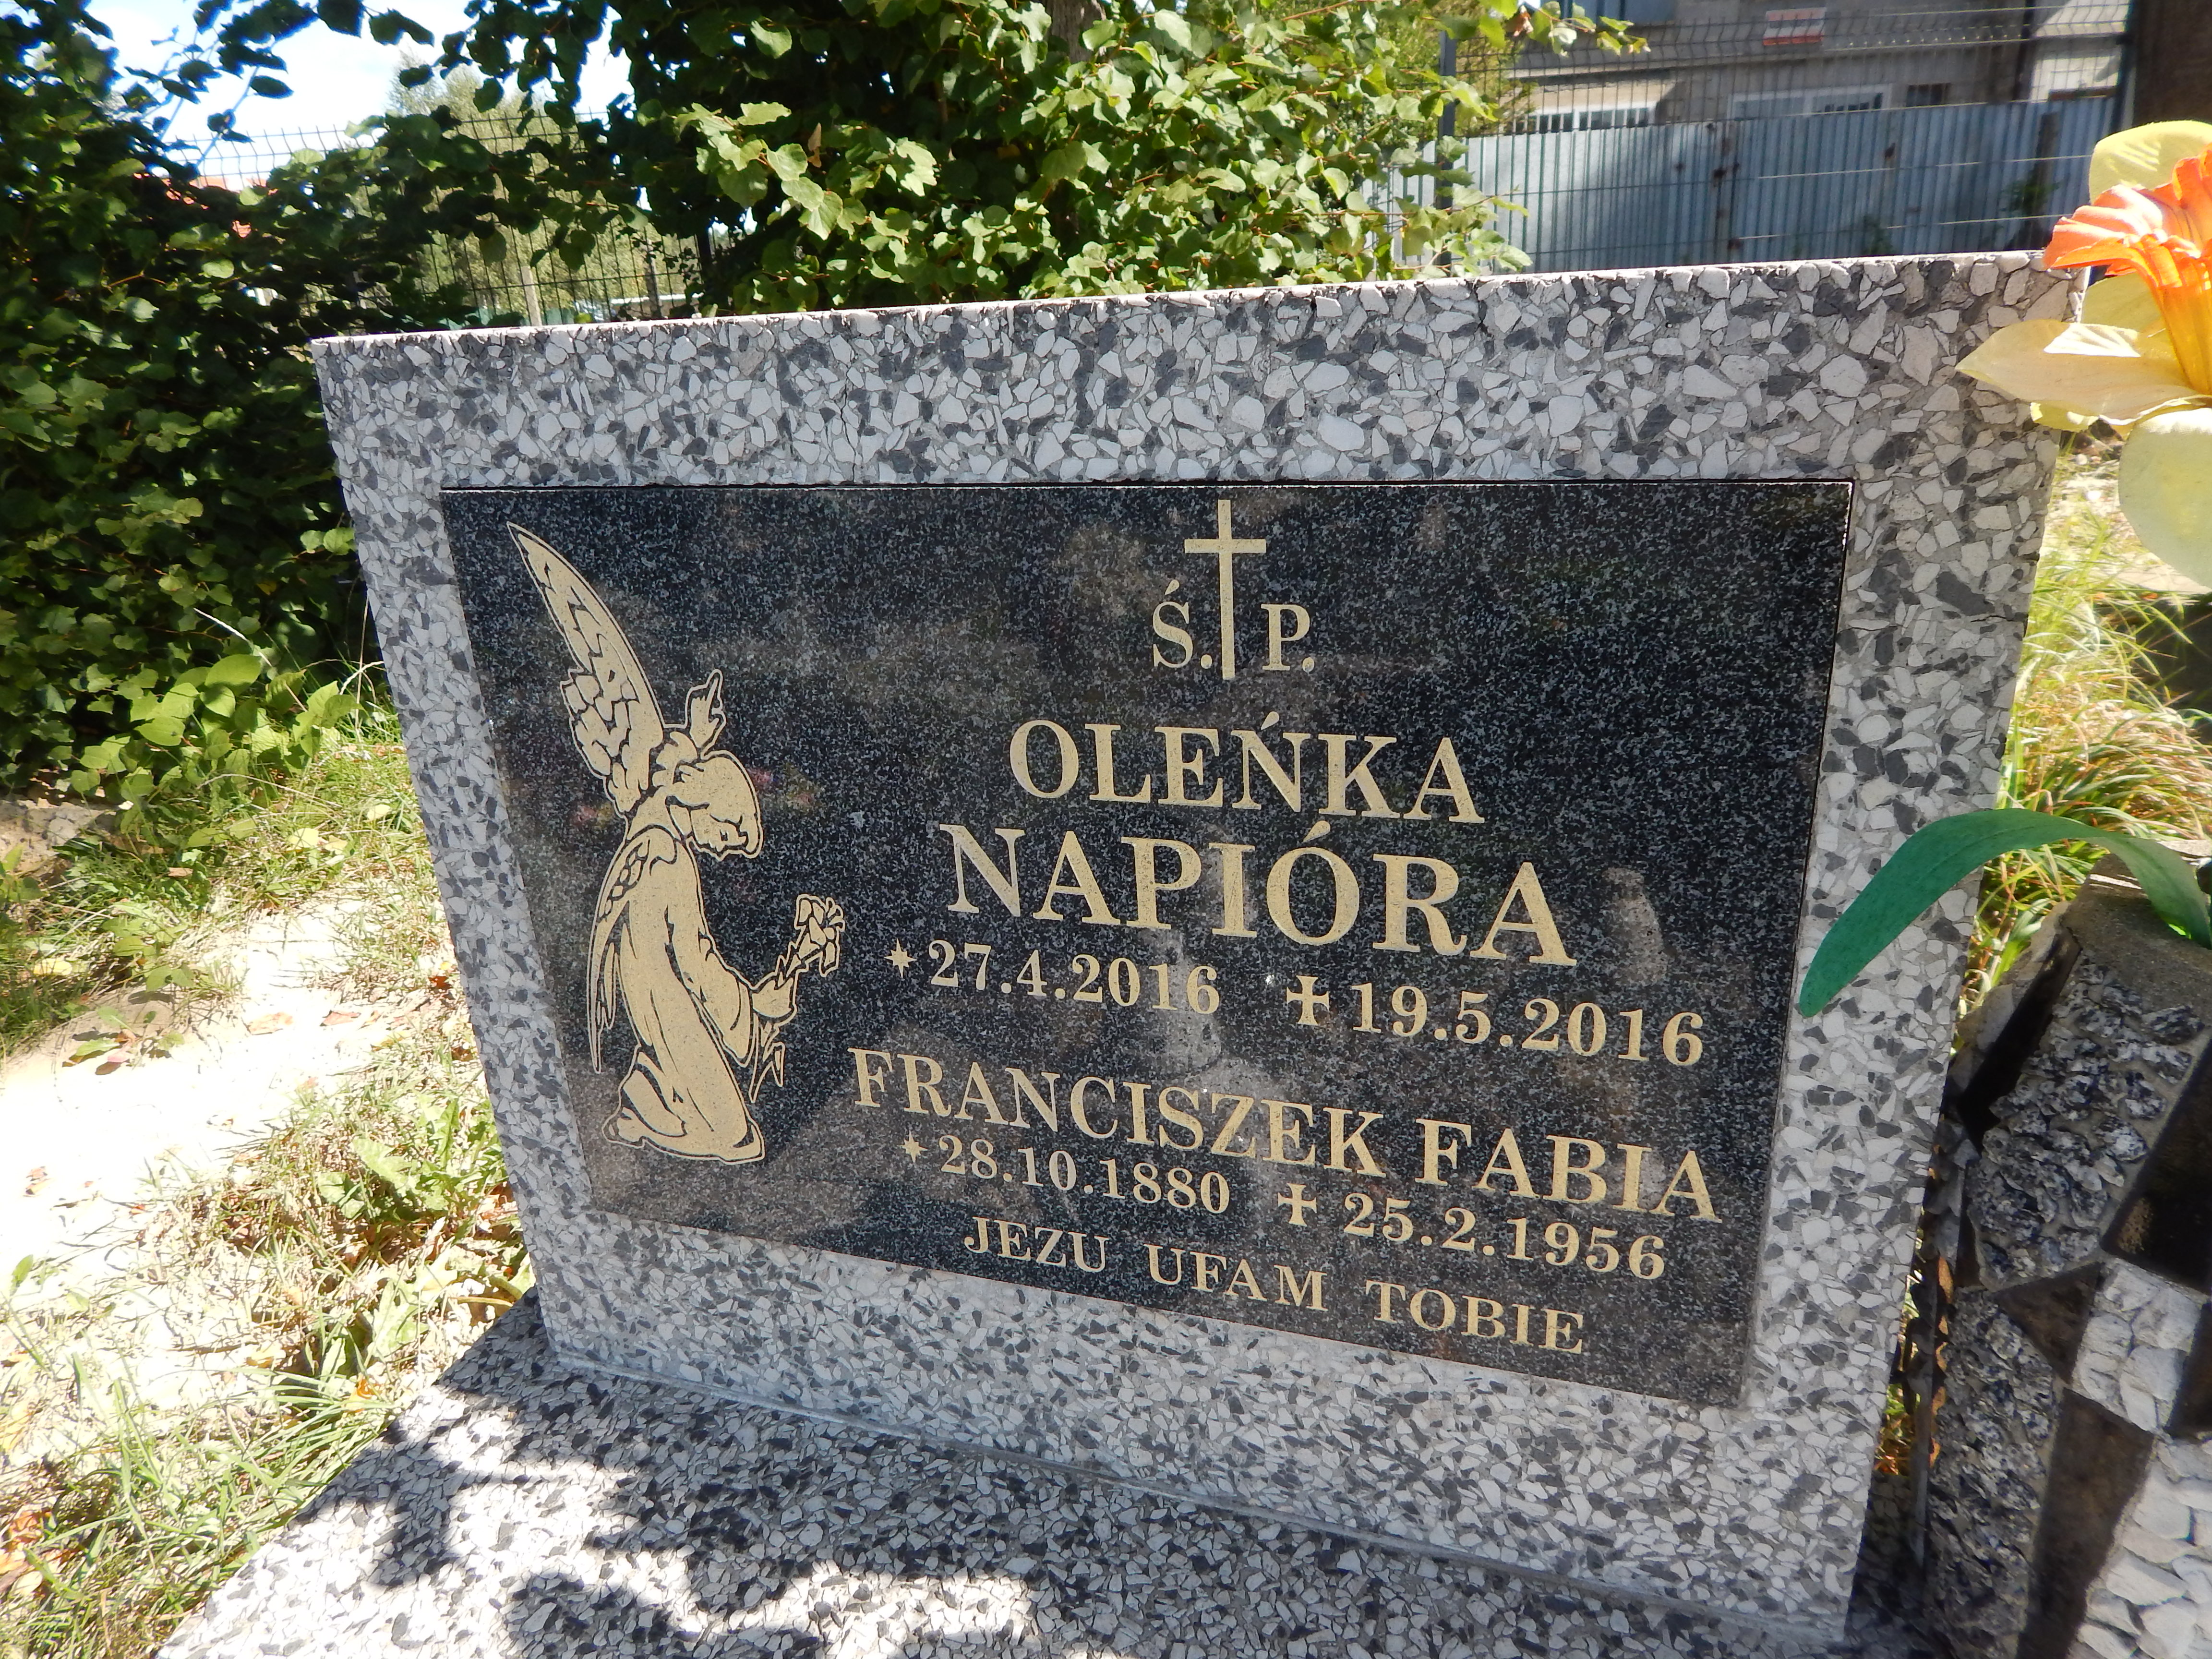 Ś. P.
OLEŃKA
NAPIÓRA
* 27.4.2016 ✝ 19.5.2016
FRANCISZEK FABIA
* 28.10.1880 ✝ 25.2.1956
JEZU UFAM TOBIE